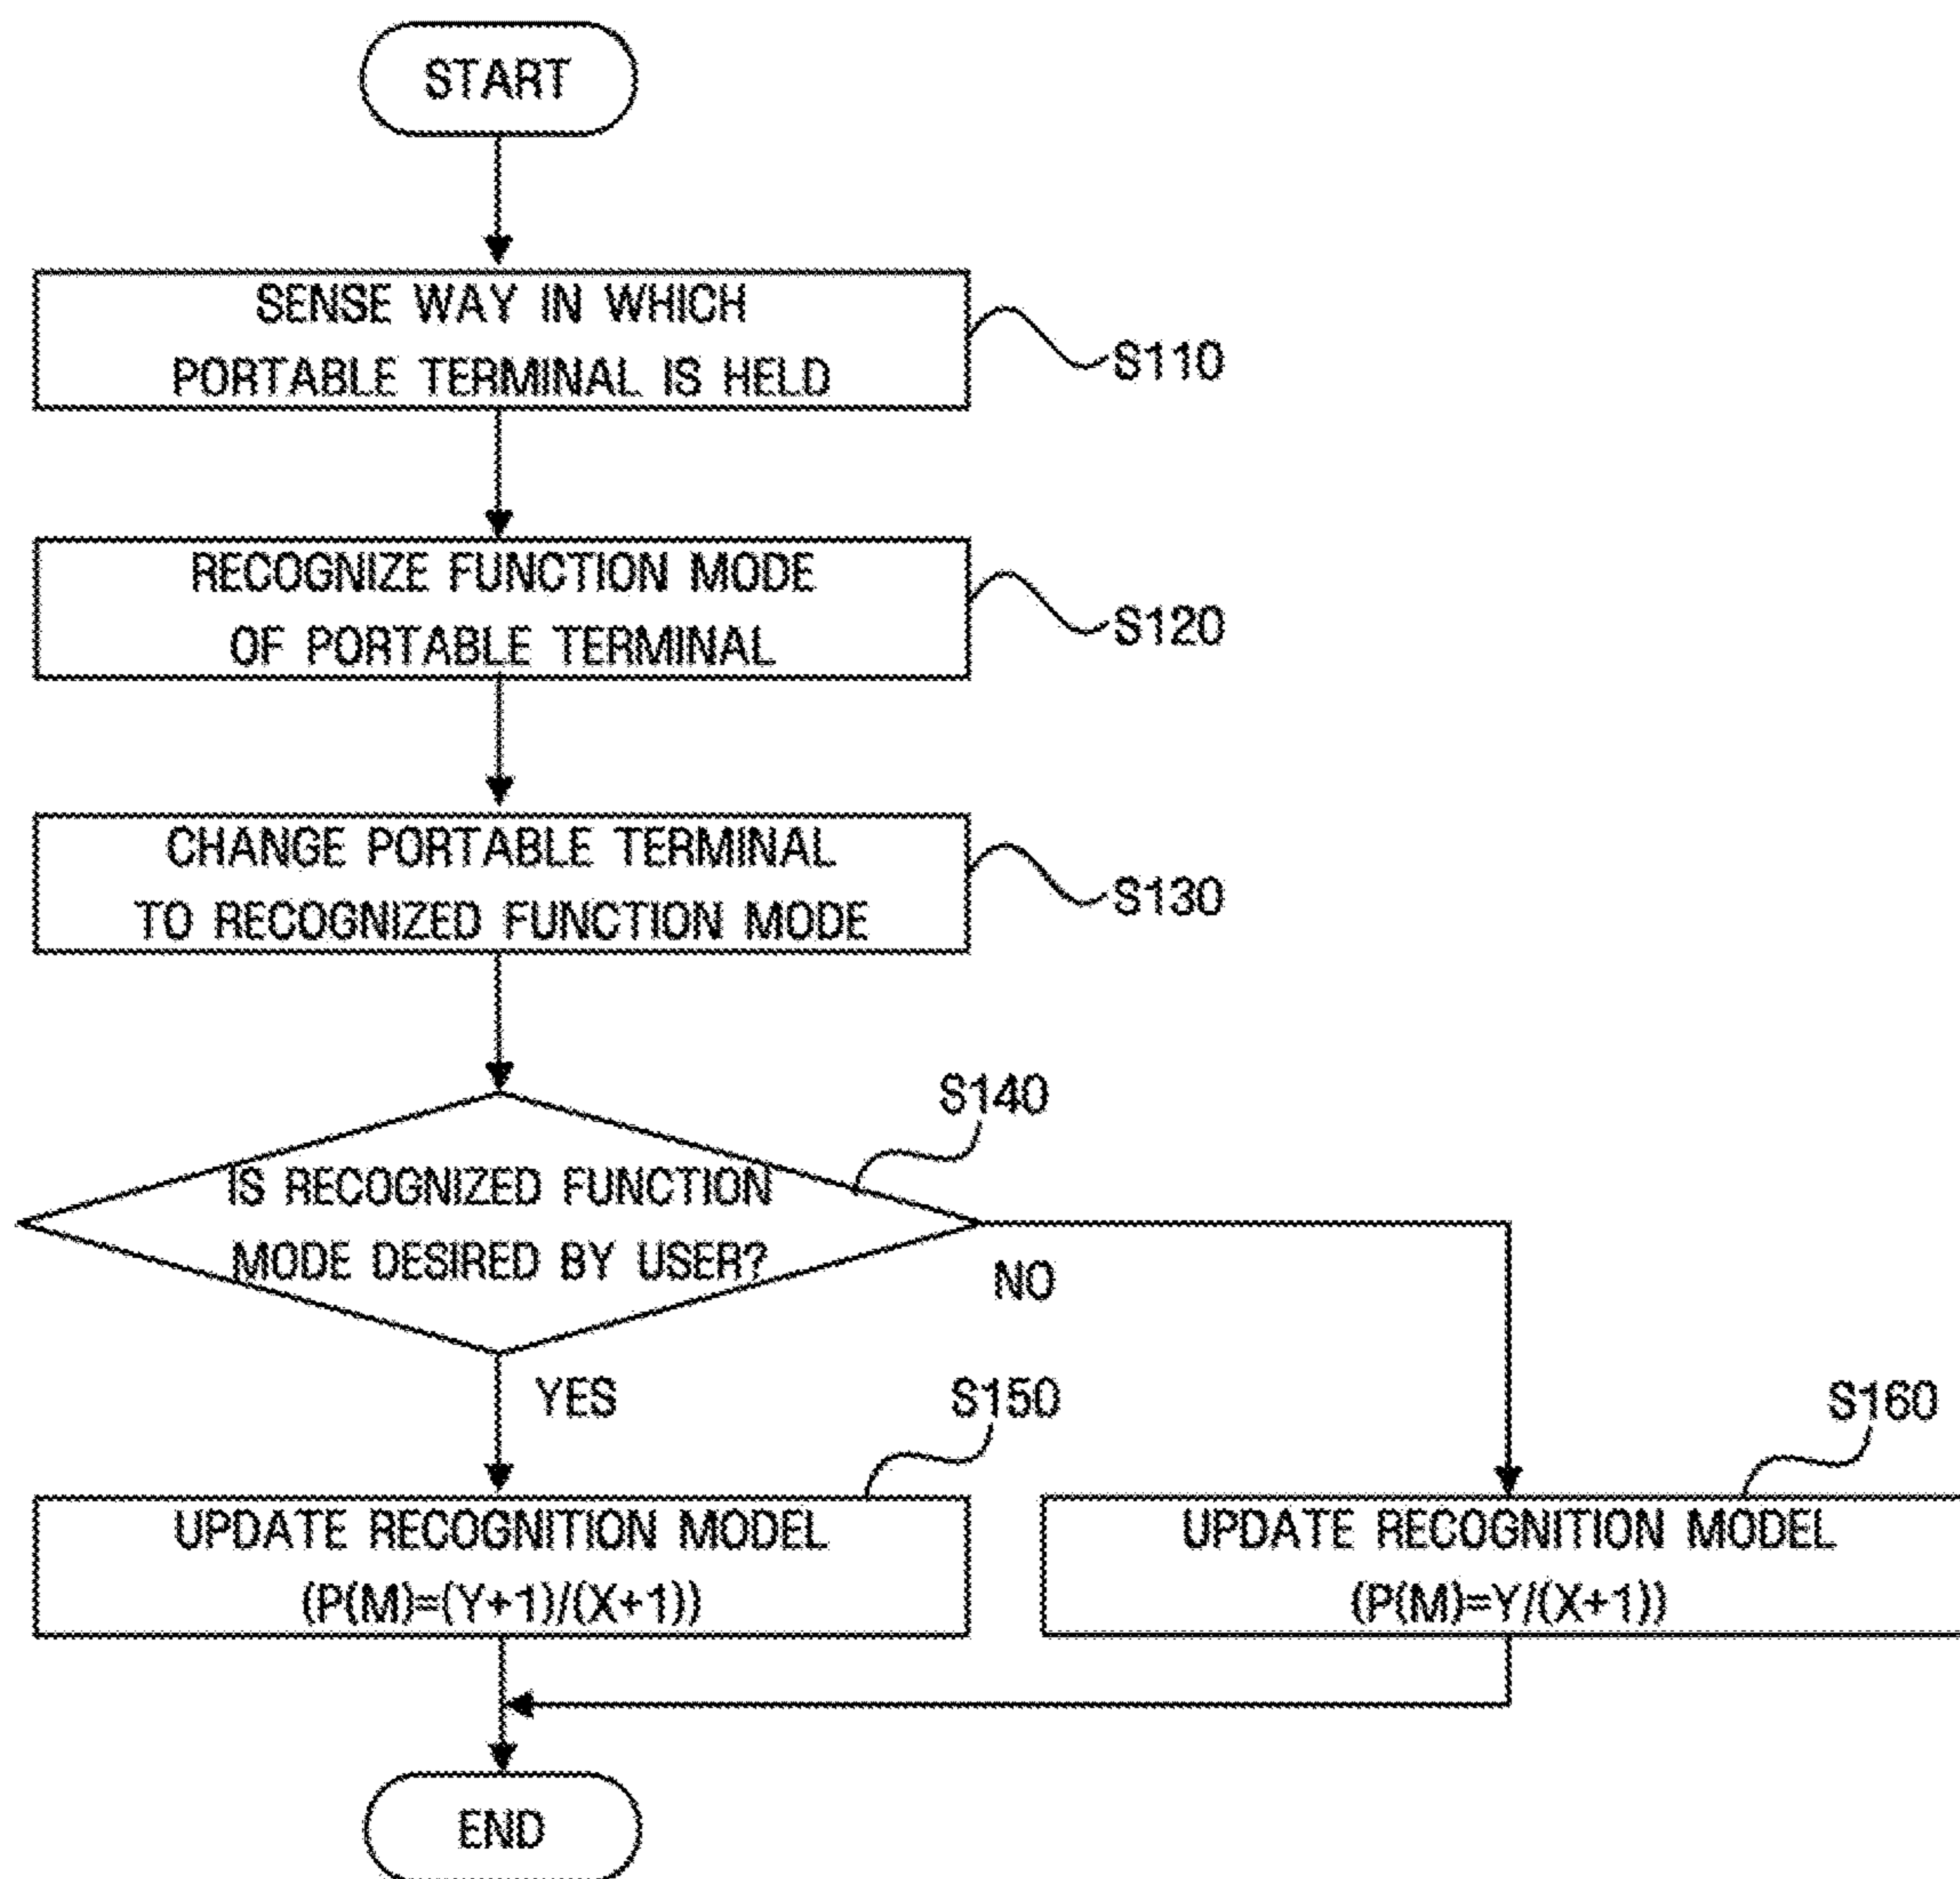 START
SENSE WAY IN WHICH
PORTABLE TERMINAL IS HELD
S110
RECOGNIZE FUNCTION MODE
OF PORTABLE TERMINAL
S120
CHANGE PORTABLE TERMINAL
TO RECOGNIZED FUNCTION MODE
S130
S140
IS RECOGNIZED FUNCTION
MODE DESIRED BY USER?
NO
YES
S150
S160
UPDATE RECOGNITION MODEL
(P(M)=(Y+1)/(X+1))
UPDATE RECOGNITION MODEL
(P(M)=Y/(X+1))
END